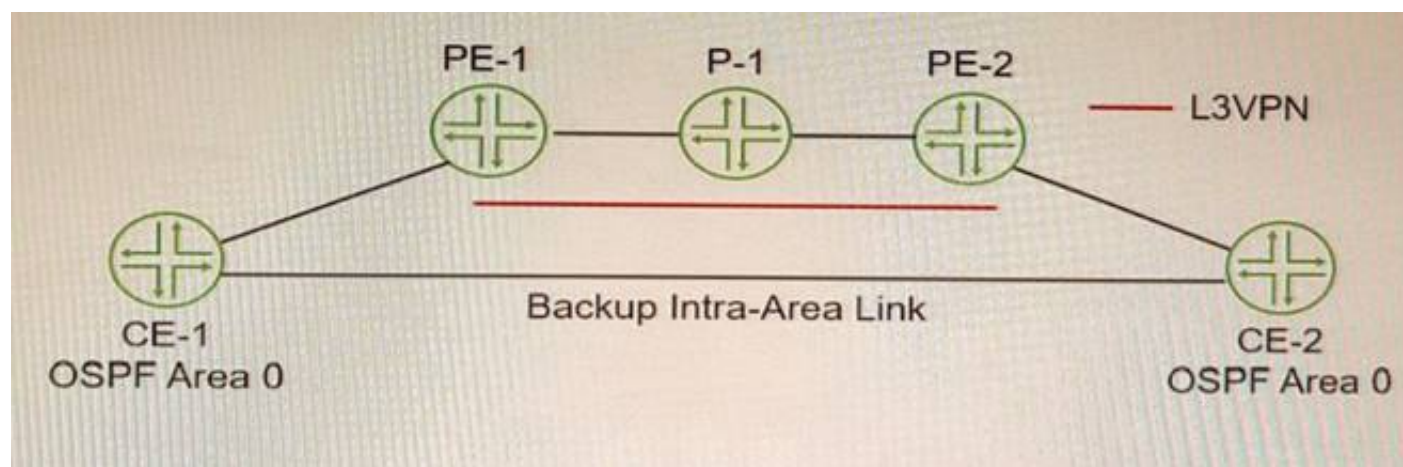 PE-1
P-1
PE-2
L3VPN
Backup Intra-Area Link
CE-1
OSPF Area 0
CE-2
OSPF Area 0